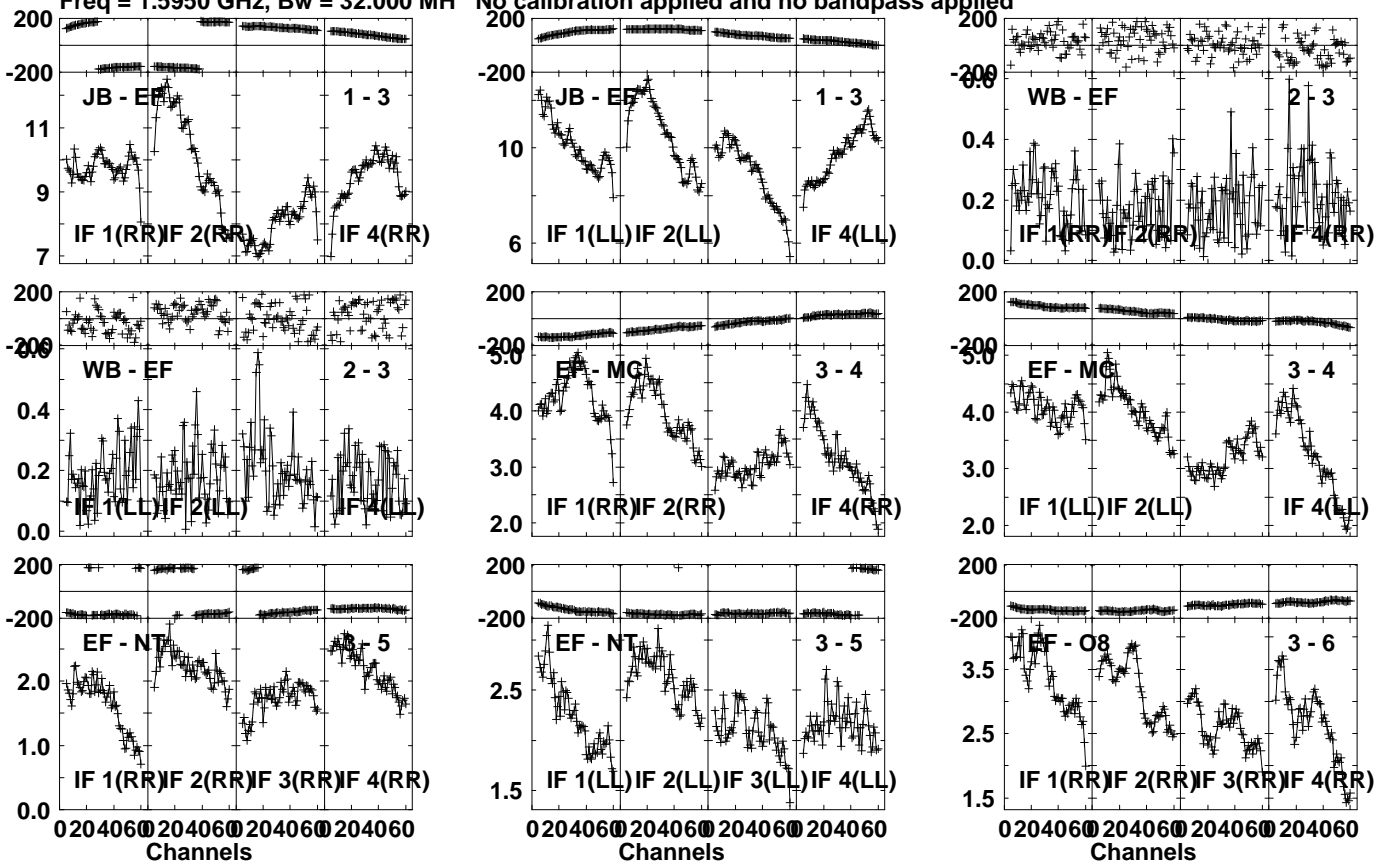 Freq = 1.5950 GHz, Bw = 32.000 MH No calibration applied and no bandpass applied
200
-200
JB - EF 1 - 3
11
9
7
IF 1(RR) IF 2(RR) IF 4(RR)
200
-200
JB - EF 1 - 3
10
6
IF 1(LL) IF 2(LL) IF 4(LL)
200
-200
0.6
WB - EF 2 - 3
0.4
0.2
0.0
IF 1(RR) IF 2(RR) IF 4(RR)
200
-200
0.6
WB - EF 2 - 3
0.4
0.2
0.0
IF 1(LL) IF 2(LL) IF 4(LL)
200
-200
5.0
EF - MC 3 - 4
4.0
3.0
2.0
IF 1(RR) IF 2(RR) IF 4(RR)
200
-200
5.0
EF - MC 3 - 4
4.0
3.0
2.0
IF 1(LL) IF 2(LL) IF 4(LL)
200
-200
EF - NT 3 - 5
2.0
1.0
0.0
IF 1(RR) IF 2(RR) IF 3(RR) IF 4(RR)
0 20 40 60 0 20 40 60 0 20 40 60 0 20 40 60
Channels
200
-200
EF - NT 3 - 5
2.5
1.5
IF 1(LL) IF 2(LL) IF 3(LL) IF 4(LL)
0 20 40 60 0 20 40 60 0 20 40 60 0 20 40 60
Channels
200
-200
EF - O8 3 - 6
3.5
2.5
1.5
IF 1(RR) IF 2(RR) IF 3(RR) IF 4(RR)
0 20 40 60 0 20 40 60 0 20 40 60 0 20 40 60
Channels